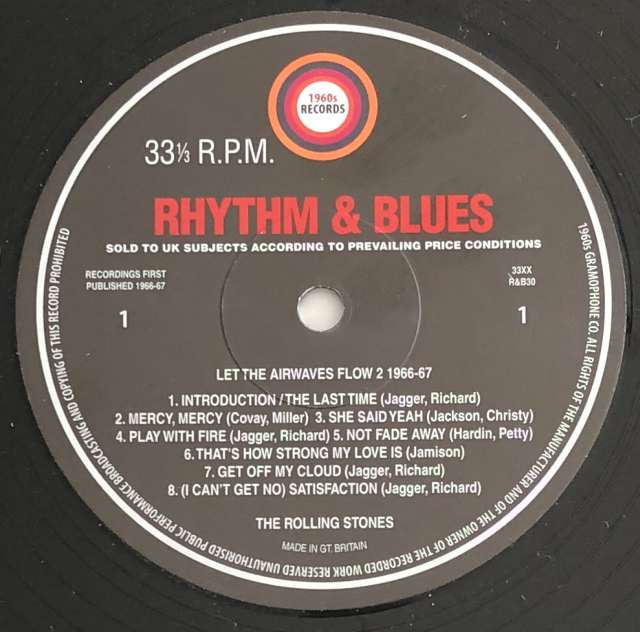 1960s
RECORDS
33⅓ R.P.M.
RHYTHM & BLUES
SOLD TO UK SUBJECTS ACCORDING TO PREVAILING PRICE CONDITIONS
RECORDINGS FIRST
PUBLISHED 1966-67
33XX
R&B30
1
1
LET THE AIRWAVES FLOW 2 1966-67
1. INTRODUCTION / THE LAST TIME (Jagger, Richard)
2. MERCY, MERCY (Covay, Miller) 3. SHE SAID YEAH (Jackson, Christy)
4. PLAY WITH FIRE (Jagger, Richard) 5. NOT FADE AWAY (Hardin, Petty)
6. THAT'S HOW STRONG MY LOVE IS (Jamison)
7. GET OFF MY CLOUD (Jagger, Richard)
8. (I CAN'T GET NO) SATISFACTION (Jagger, Richard)
THE ROLLING STONES
MADE IN GT. BRITAIN
1960s GRAMOPHONE CO. ALL RIGHTS OF THE MANUFACTURER AND OF THE OWNER OF THE RECORDED WORK RESERVED UNAUTHORISED PUBLIC PERFORMANCE BROADCASTING AND COPYING OF THIS RECORD PROHIBITED